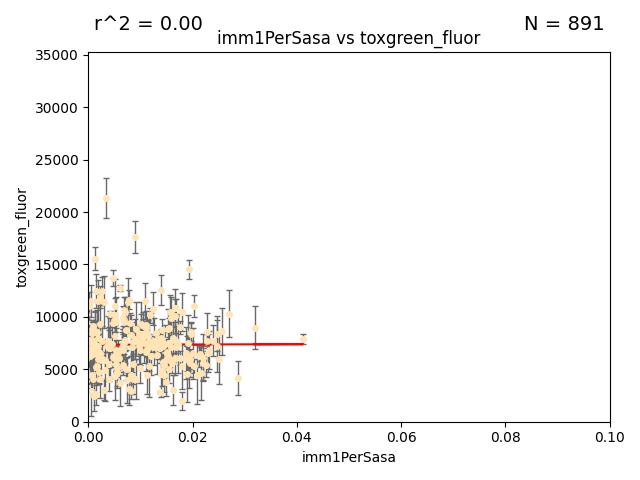 r^2 = 0.00
N = 891
imm1PerSasa vs toxgreen_fluor
35000
30000
25000
20000
15000
10000
5000
0
toxgreen_fluor
0.00
0.02
0.04
0.06
0.08
0.10
imm1PerSasa